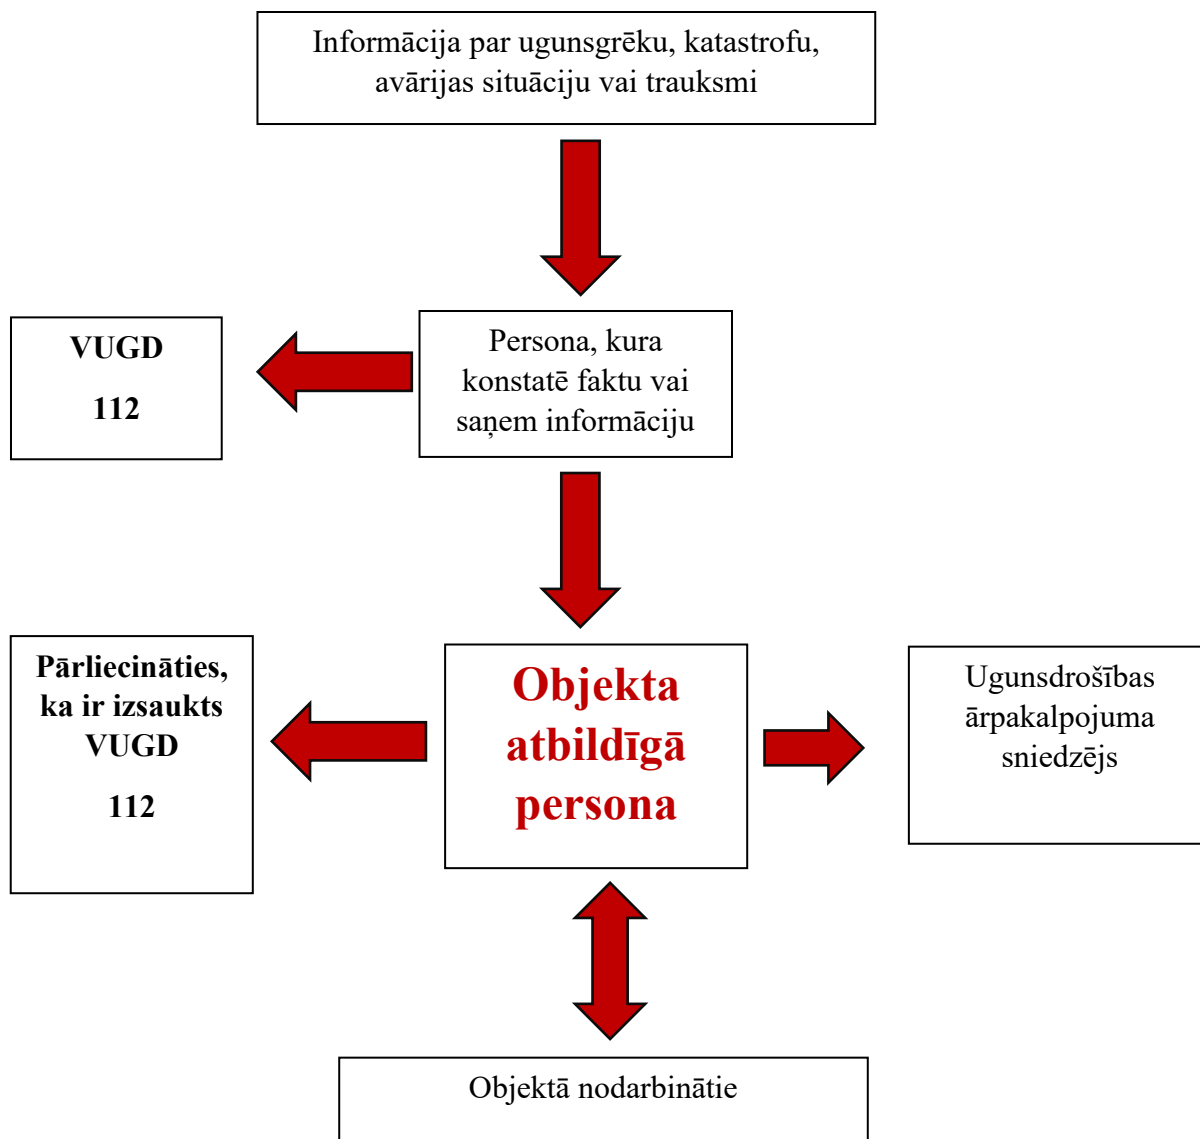 Informācija par ugunsgrēku, katastrofu,
avārijas situāciju vai trauksmi
VUGD
112
Persona, kura
konstatē faktu vai
saņem informāciju
Pārliecināties,
ka ir izsaukts
VUGD
112
Objekta
atbildīgā
persona
Ugunsdrošības
ārpakalpojuma
sniedzējs
Objektā nodarbinātie